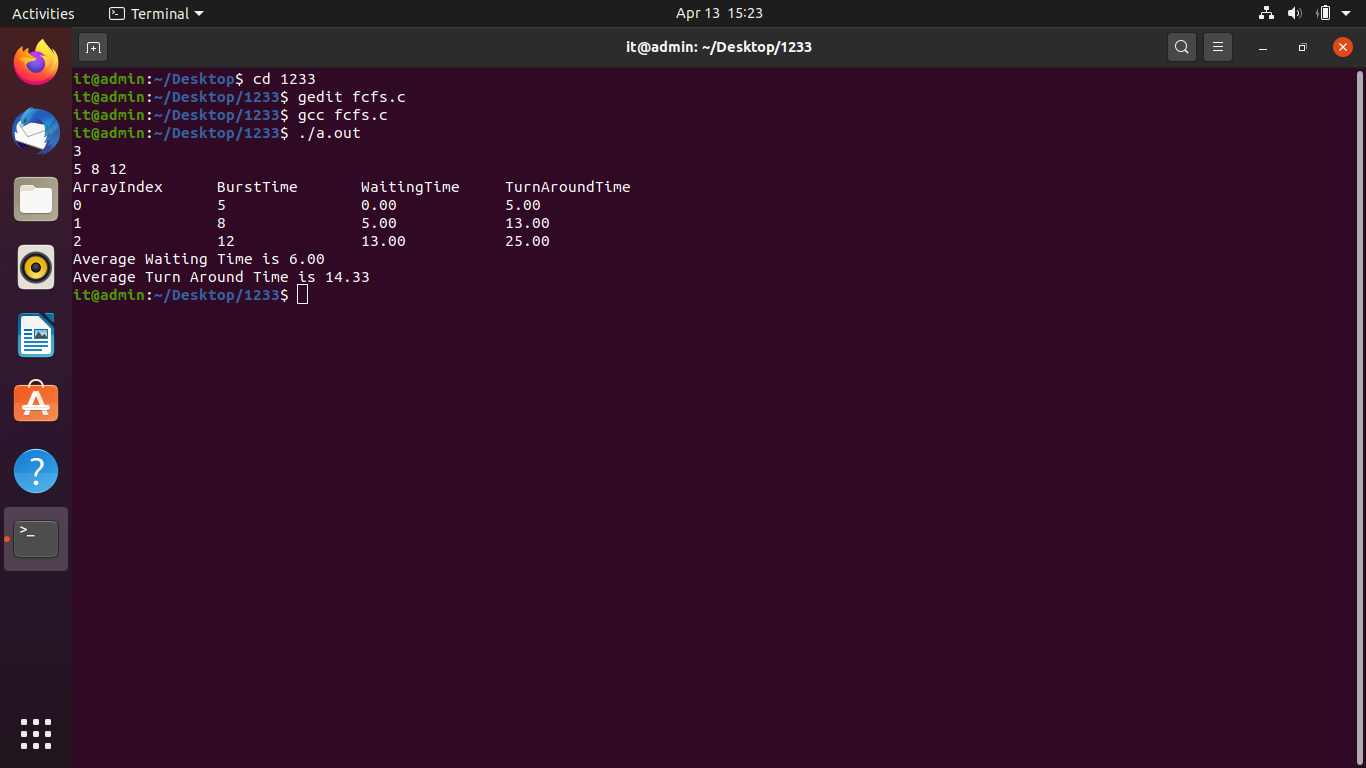 Activities Terminal Apr 13 15:23
it@admin: ~/Desktop/1233
it@admin:~/Desktop$ cd 1233
it@admin:~/Desktop/1233$ gedit fcfs.c
it@admin:~/Desktop/1233$ gcc fcfs.c
it@admin:~/Desktop/1233$ ./a.out
3
5 8 12
ArrayIndex BurstTime WaitingTime TurnAroundTime
0 5 0.00 5.00
1 8 5.00 13.00
2 12 13.00 25.00
Average Waiting Time is 6.00
Average Turn Around Time is 14.33
it@admin:~/Desktop/1233$